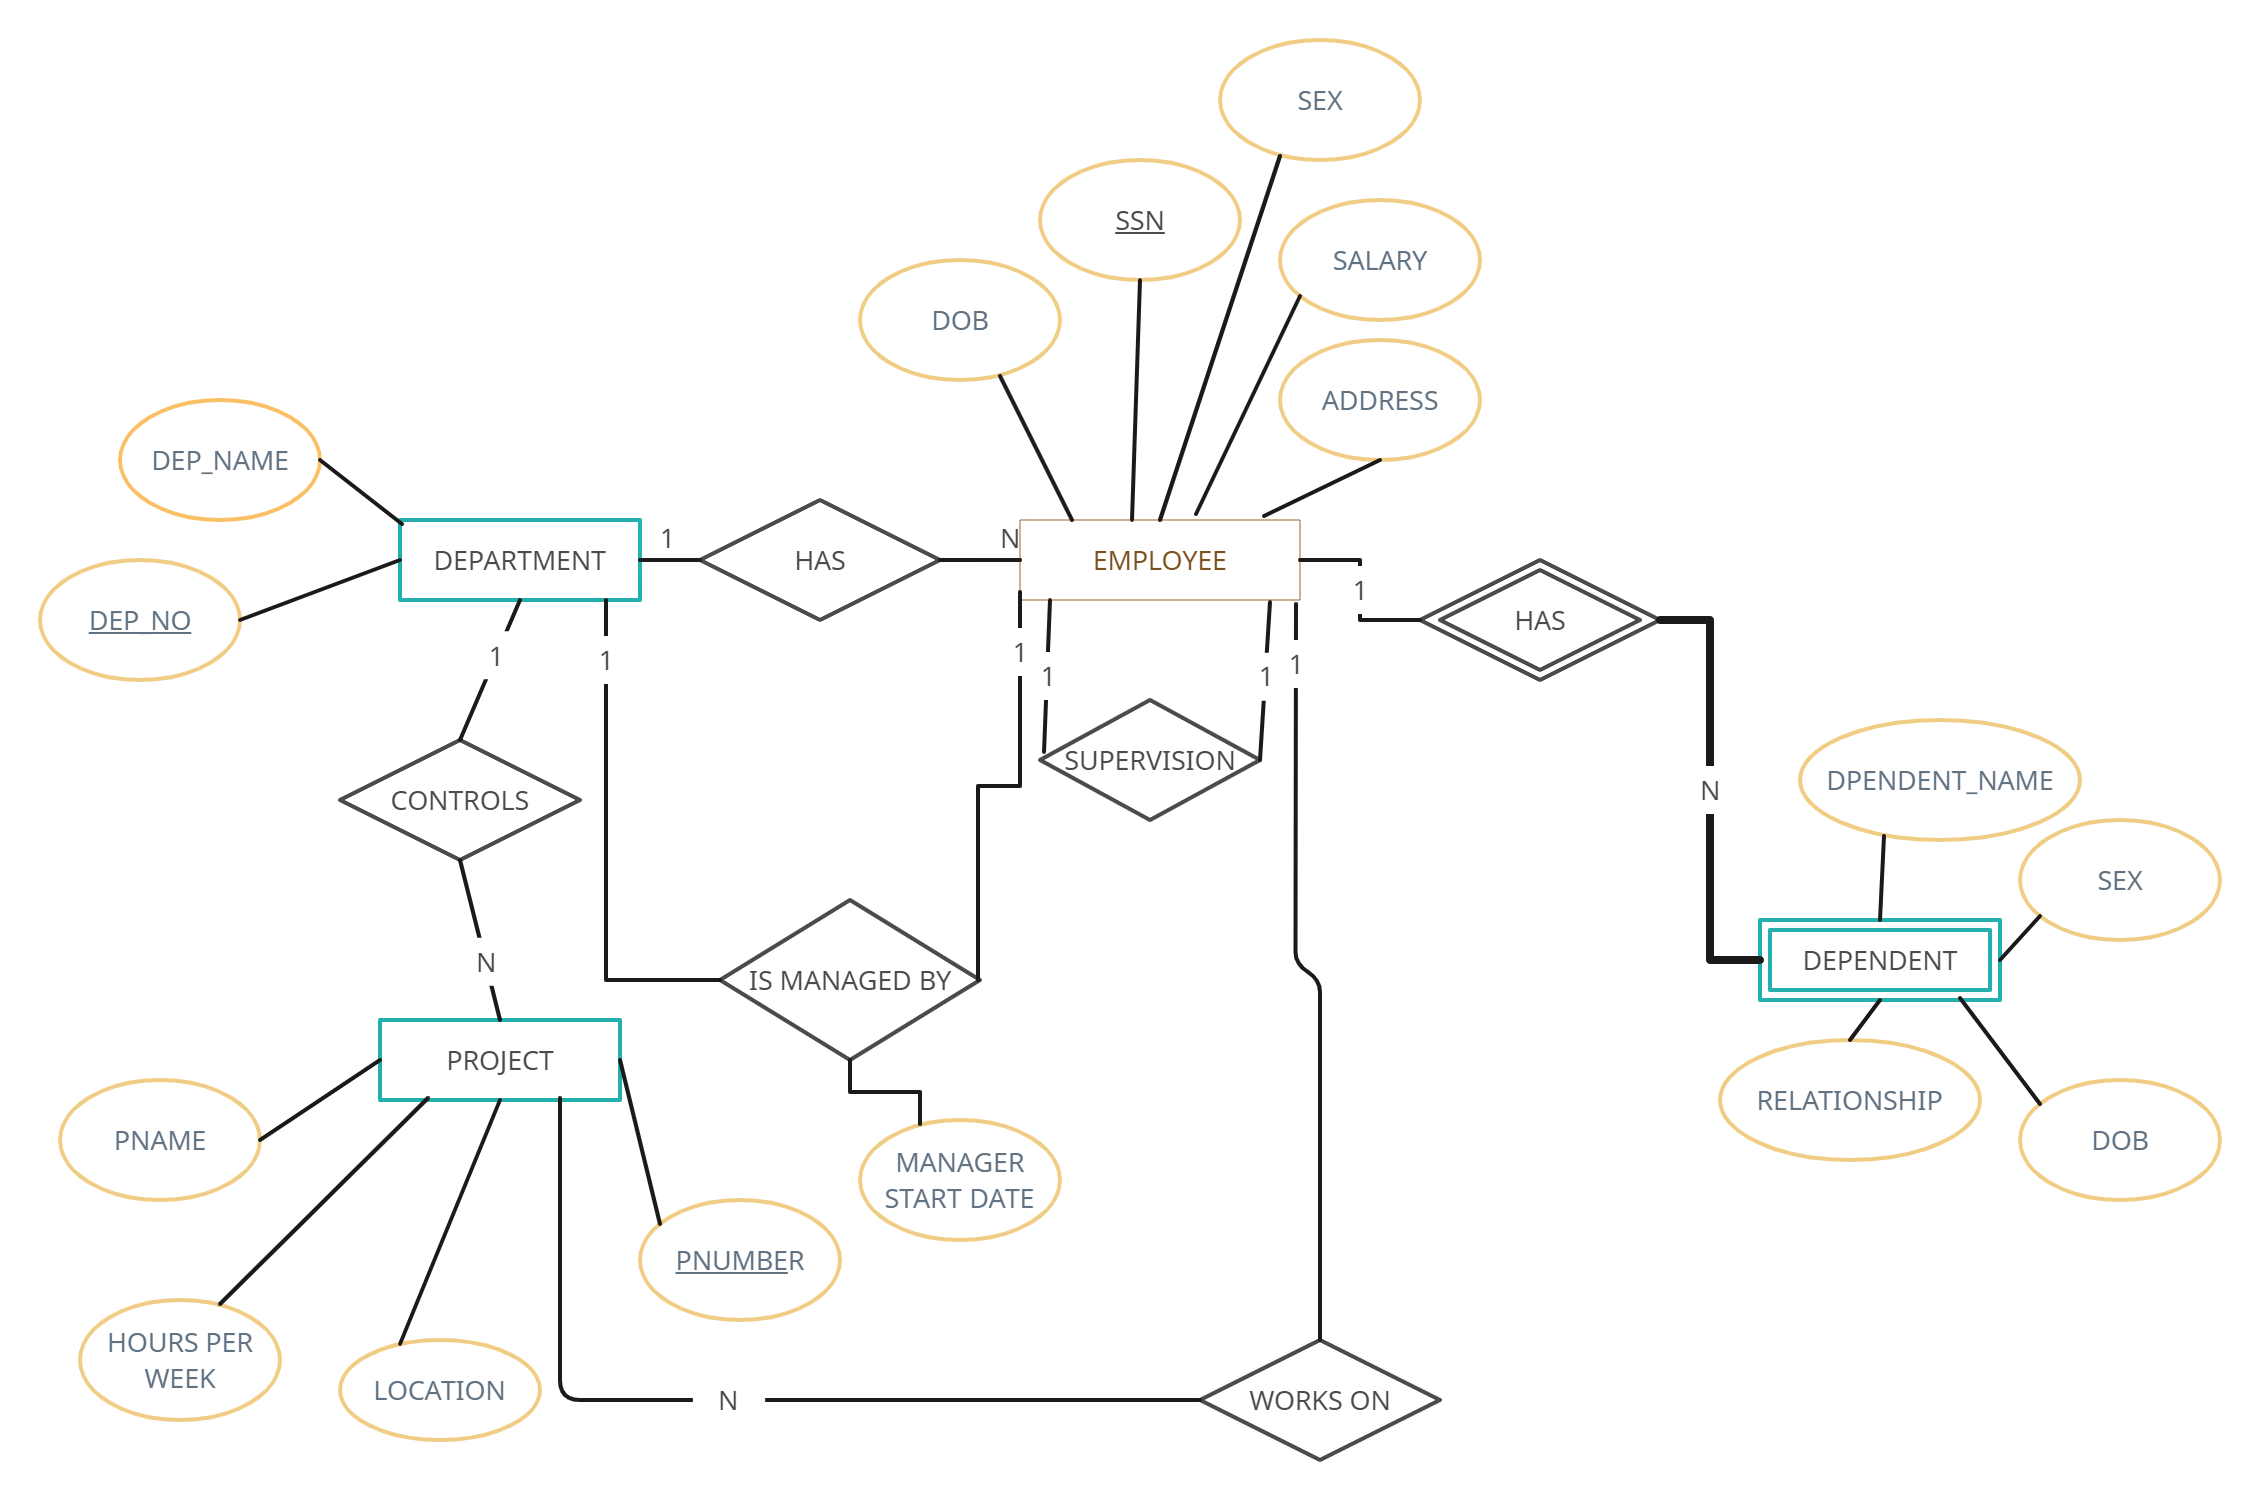 SEX
SSN
SALARY
DOB
ADDRESS
DEP_NAME
1
N
DEPARTMENT
HAS
EMPLOYEE
1
DEP_NO
HAS
1
1
1
1
1
1
SUPERVISION
N
DPENDENT_NAME
CONTROLS
SEX
N
IS MANAGED BY
DEPENDENT
PROJECT
RELATIONSHIP
PNAME
DOB
MANAGER
START DATE
PNUMBER
HOURS PER
WEEK
LOCATION
N
WORKS ON